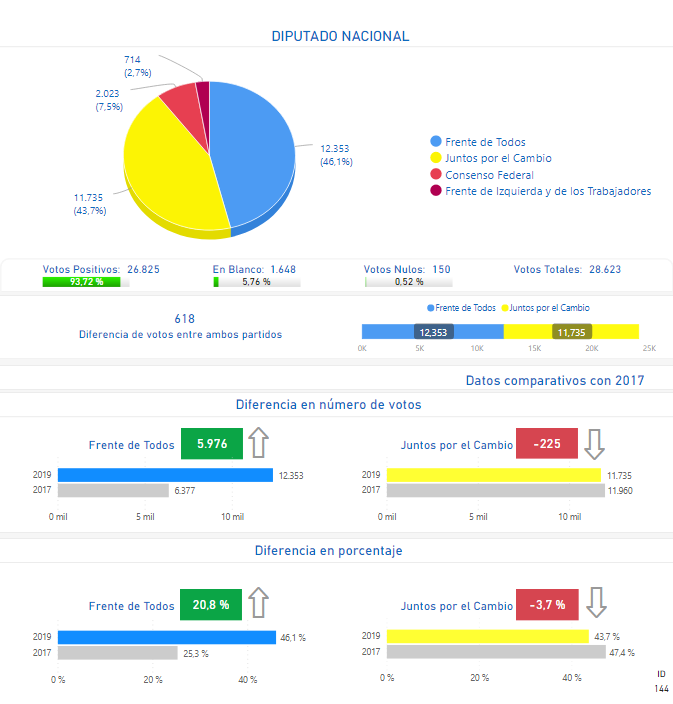 DIPUTADO NACIONAL
714
(2,7%)
2.023
(7,5%)
12.353
(46,1%)
11.735
(43,7%)
Frente de Todos
Juntos por el Cambio
Consenso Federal
Frente de Izquierda y de los Trabajadores
Votos Positivos: 26.825
93,72 %
En Blanco: 1.648
5,76 %
Votos Nulos: 150
0,52 %
Votos Totales: 28.623
618
Diferencia de votos entre ambos partidos
Frente de Todos Juntos por el Cambio
12,353 11,735
0K 5K 10K 15K 20K 25K
Datos comparativos con 2017
Diferencia en número de votos
Frente de Todos 5.976
2019 12.353
2017 6.377
0 mil 5 mil 10 mil
Juntos por el Cambio -225
2019 11.735
2017 11.960
0 mil 5 mil 10 mil
Diferencia en porcentaje
Frente de Todos 20,8 %
2019 46,1 %
2017 25,3 %
0 % 20 % 40 %
Juntos por el Cambio -3,7 %
2019 43,7 %
2017 47,4 %
0 % 20 % 40 %
ID
144